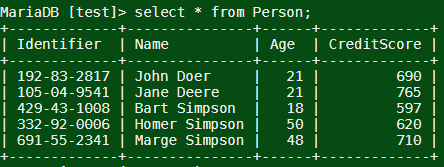 MariaDB [test]> select * from Person;
+-------------+---------------+------+-------------+
| Identifier | Name | Age | CreditScore |
+-------------+---------------+------+-------------+
| 192-83-2817 | John Doer | 21 | 690 |
| 105-04-9541 | Jane Deere | 21 | 765 |
| 429-43-1008 | Bart Simpson | 18 | 597 |
| 332-92-0006 | Homer Simpson | 50 | 620 |
| 691-55-2341 | Marge Simpson | 48 | 710 |
+-------------+---------------+------+-------------+